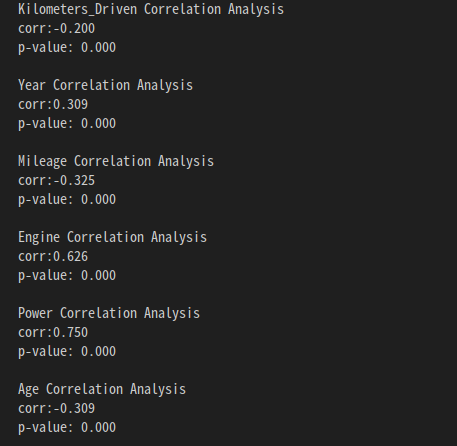 Kilometers_Driven Correlation Analysis
corr:-0.200
p-value: 0.000
Year Correlation Analysis
corr:0.309
p-value: 0.000
Mileage Correlation Analysis
corr:-0.325
p-value: 0.000
Engine Correlation Analysis
corr:0.626
p-value: 0.000
Power Correlation Analysis
corr:0.750
p-value: 0.000
Age Correlation Analysis
corr:-0.309
p-value: 0.000